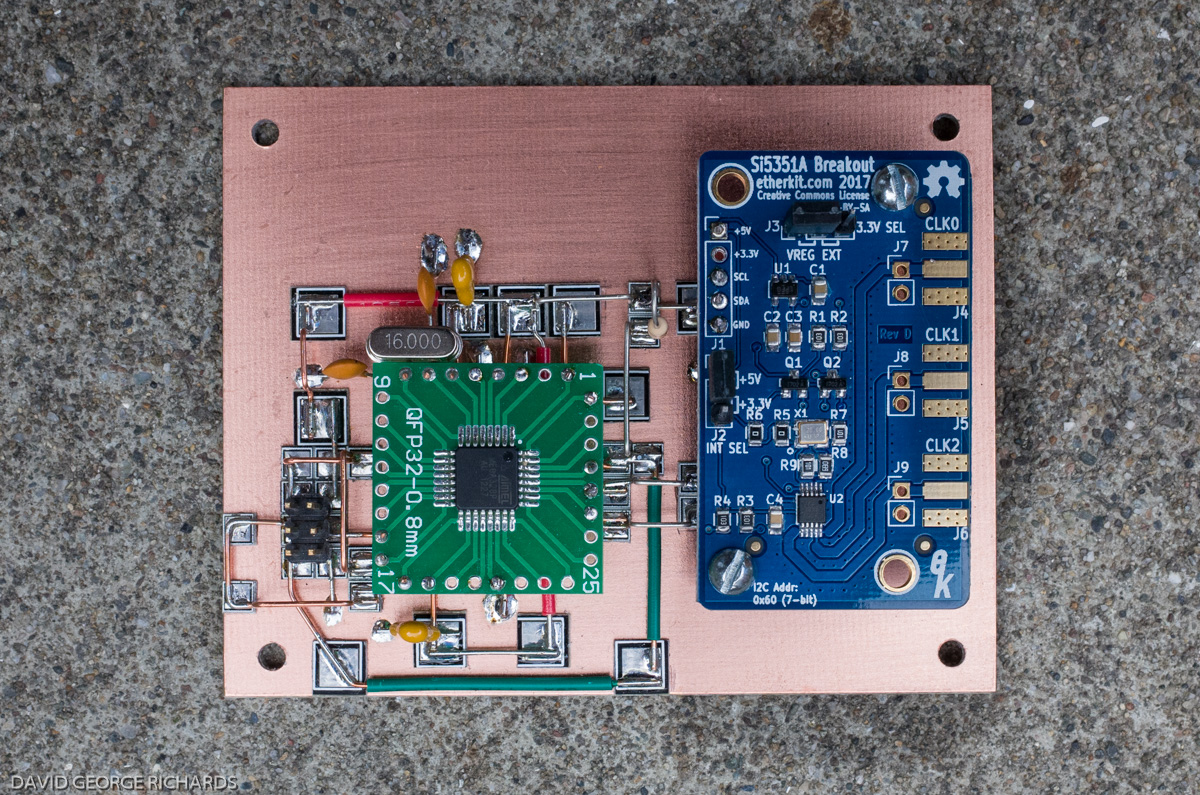 Si5351A Breakout
etherkit.com 2017
Creative Commons License
BY-SA
J3
3.3V SEL
VREG EXT
CLK0
+5V
+3.3V
SCL
SDA
GND
J1
J7
U1
C1
J4
C2
C3
R1
R2
Rev D
CLK1
J8
Q1
Q2
+5V
+3.3V
J2
INT SEL
J5
R6
R5
X1
R7
R8
R9
CLK2
J9
R4
R3
C4
U2
J6
I2C Addr:
0x60 (7-bit)
EK
16.000
9
1
QFP32-0.8mm
17
25
DAVID GEORGE RICHARDS